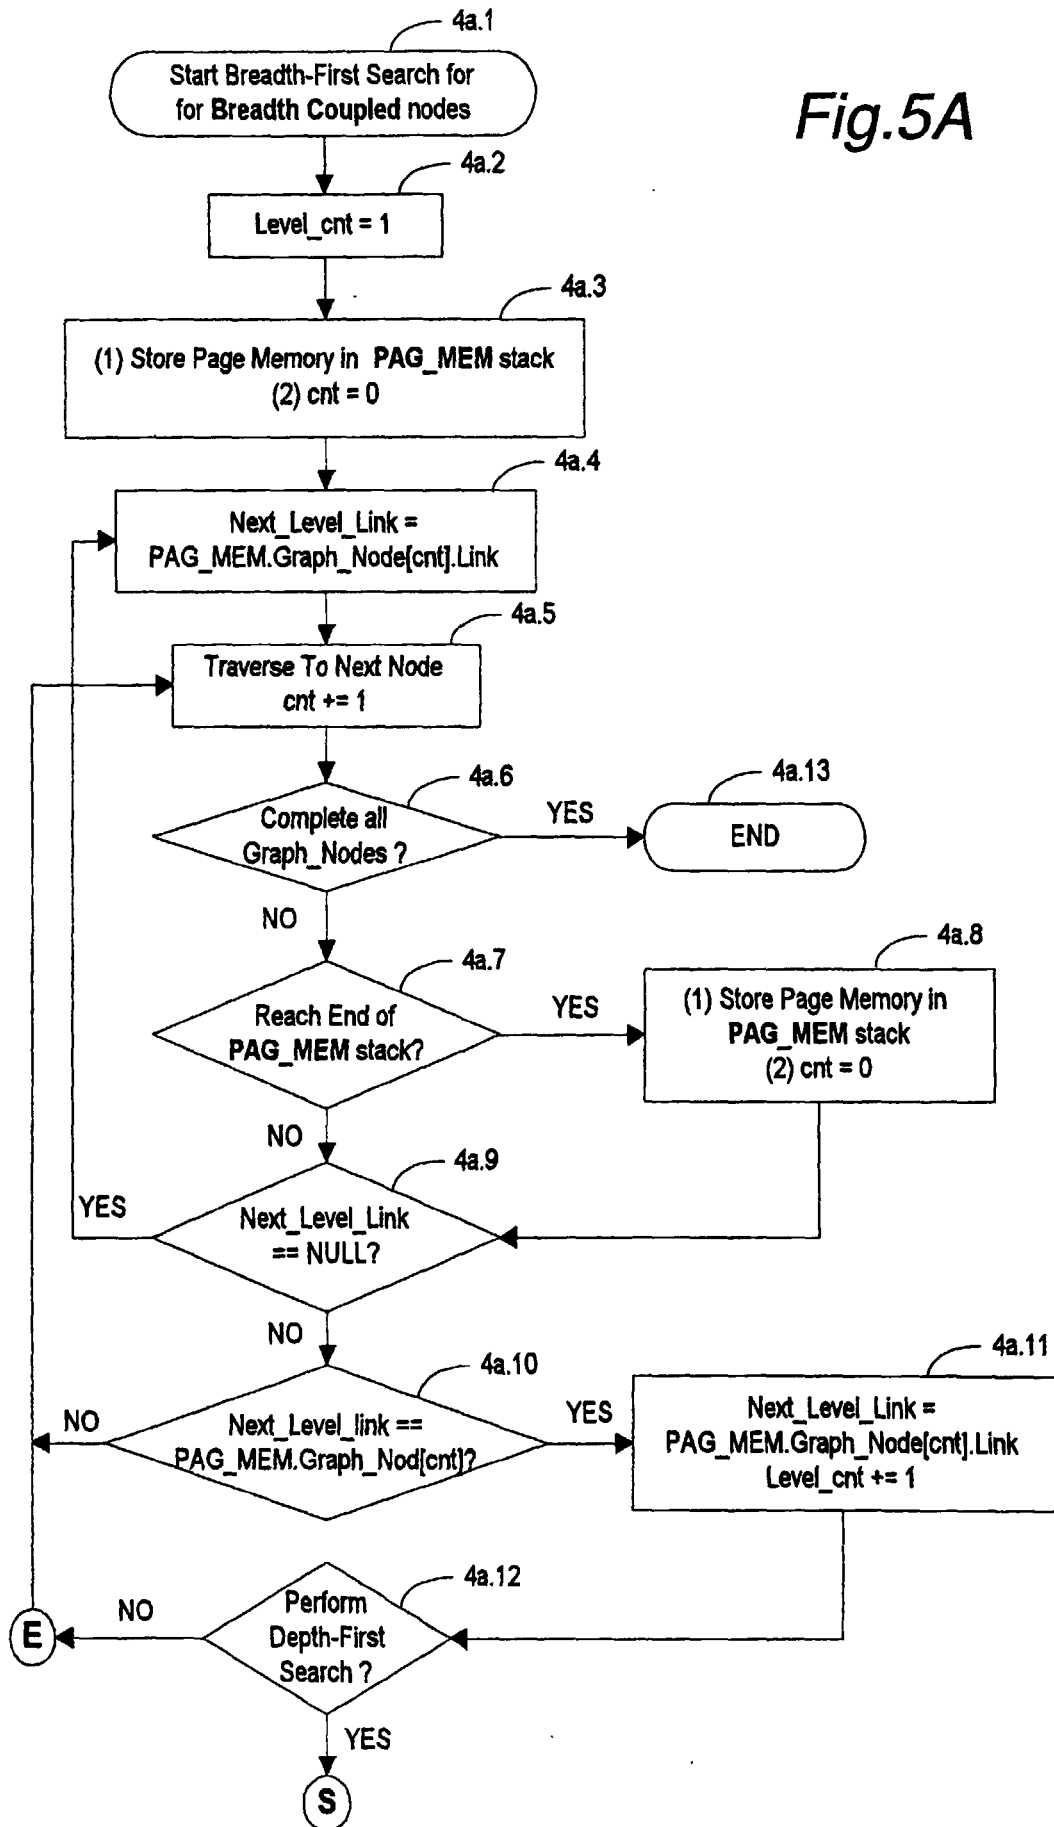 4a.1
Start Breadth-First Search for
for Breadth Coupled nodes
Fig.5A
4a.2
Level_cnt = 1
4a.3
(1) Store Page Memory in PAG_MEM stack
(2) cnt = 0
4a.4
Next_Level_Link =
PAG_MEM.Graph_Node[cnt].Link
4a.5
Traverse To Next Node
cnt += 1
4a.6
Complete all
Graph_Nodes ?
YES
4a.13
END
NO
4a.7
Reach End of
PAG_MEM stack?
YES
4a.8
(1) Store Page Memory in
PAG_MEM stack
(2) cnt = 0
NO
4a.9
Next_Level_Link
== NULL?
YES
NO
4a.10
Next_Level_link ==
PAG_MEM.Graph_Nod[cnt]?
NO
YES
4a.11
Next_Level_Link =
PAG_MEM.Graph_Node[cnt].Link
Level_cnt += 1
4a.12
Perform
Depth-First
Search ?
NO
E
YES
S